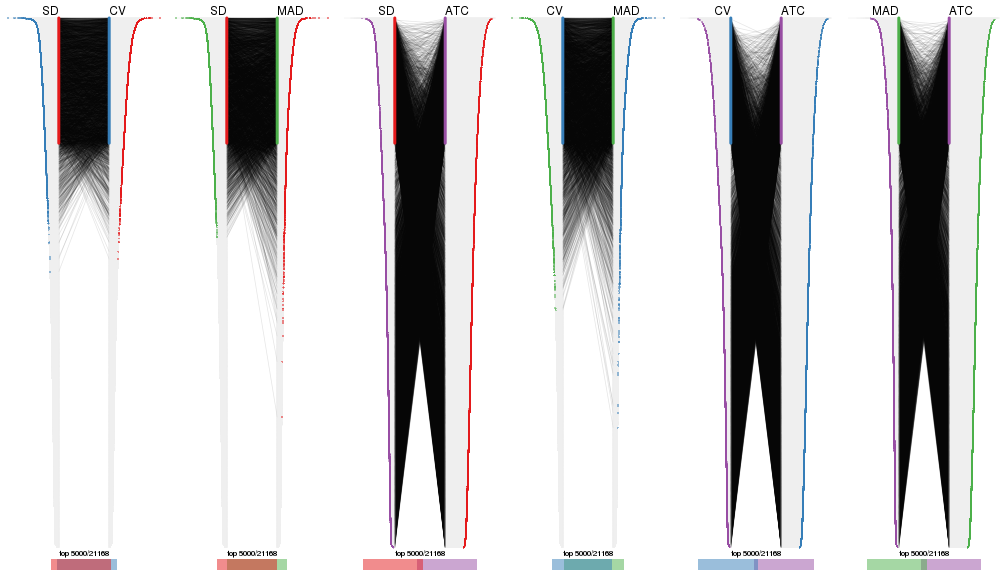 SD CV
SD MAD
SD ATC
CV MAD
CV ATC
MAD ATC
top 5000/21168
top 5000/21168
top 5000/21168
top 5000/21168
top 5000/21168
top 5000/21168